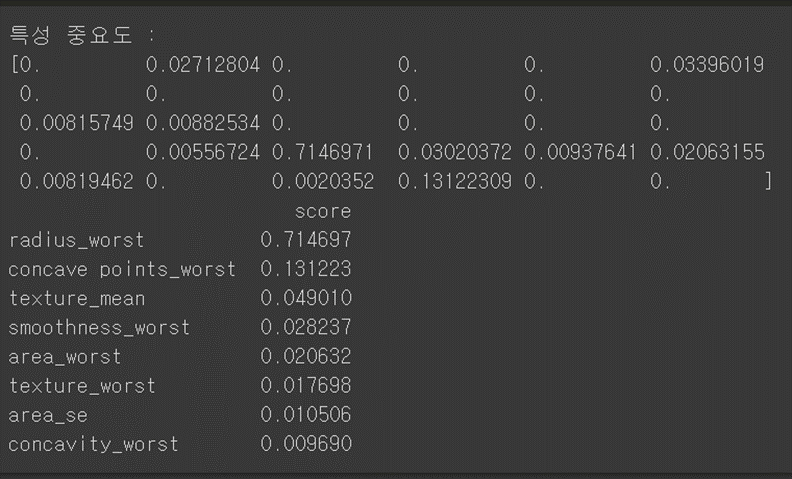 특성 중요도 :
[0.         0.02712804 0.         0.         0.         0.03396019
 0.         0.         0.         0.         0.         0.
 0.00815749 0.00882534 0.         0.         0.         0.
 0.         0.00556724 0.7146971  0.03020372 0.00937641 0.02063155
 0.00819462 0.         0.0020352  0.13122309 0.         0.        ]
score
radius_worst 0.714697
concave points_worst 0.131223
texture_mean 0.049010
smoothness_worst 0.028237
area_worst 0.020632
texture_worst 0.017698
area_se 0.010506
concavity_worst 0.009690